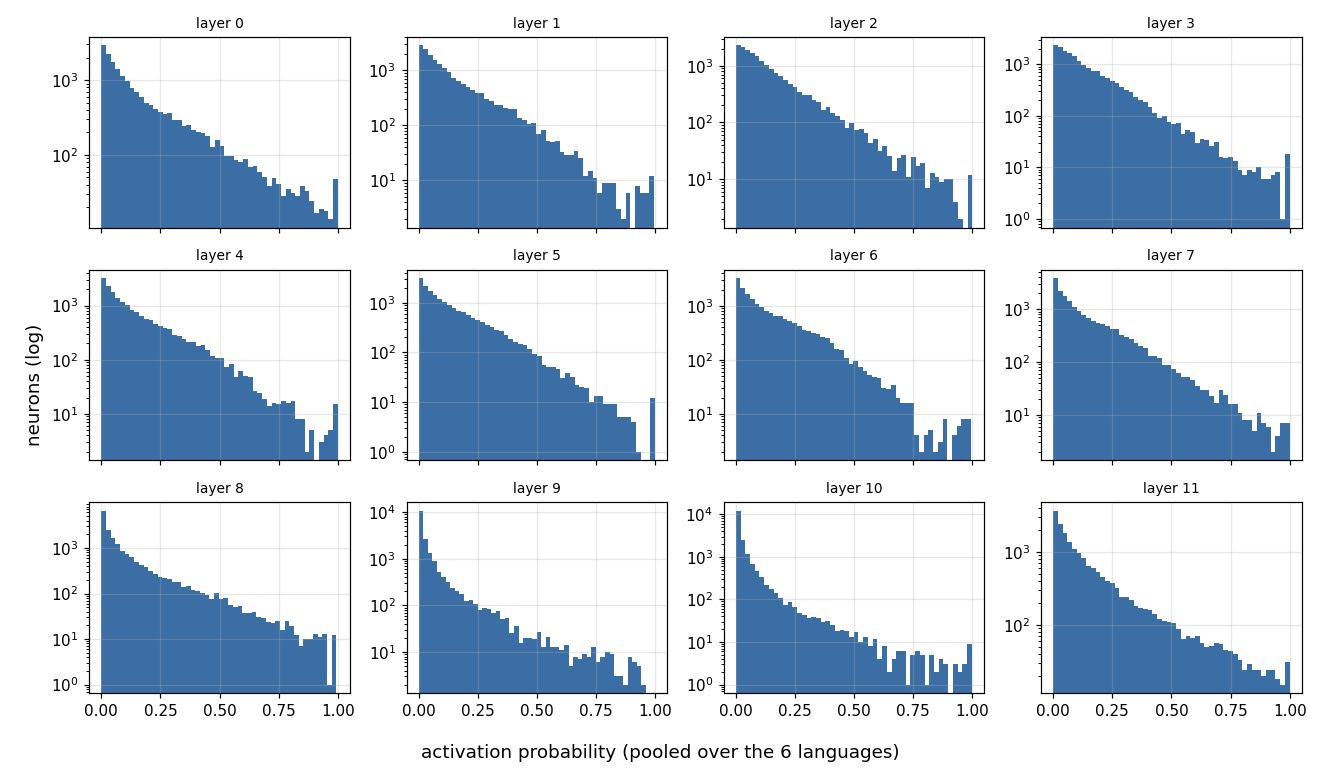 layer 0
layer 1
layer 2
layer 3
10³
10²
10³
10²
10¹
10³
10²
10¹
10³
10²
10¹
10⁰
layer 4
layer 5
layer 6
layer 7
10³
10²
10¹
10³
10²
10¹
10⁰
10³
10²
10¹
10³
10²
10¹
neurons (log)
layer 8
layer 9
layer 10
layer 11
10³
10²
10¹
10⁰
10⁴
10³
10²
10¹
10⁴
10³
10²
10¹
10⁰
10³
10²
0.00 0.25 0.50 0.75 1.00
0.00 0.25 0.50 0.75 1.00
0.00 0.25 0.50 0.75 1.00
0.00 0.25 0.50 0.75 1.00
activation probability (pooled over the 6 languages)